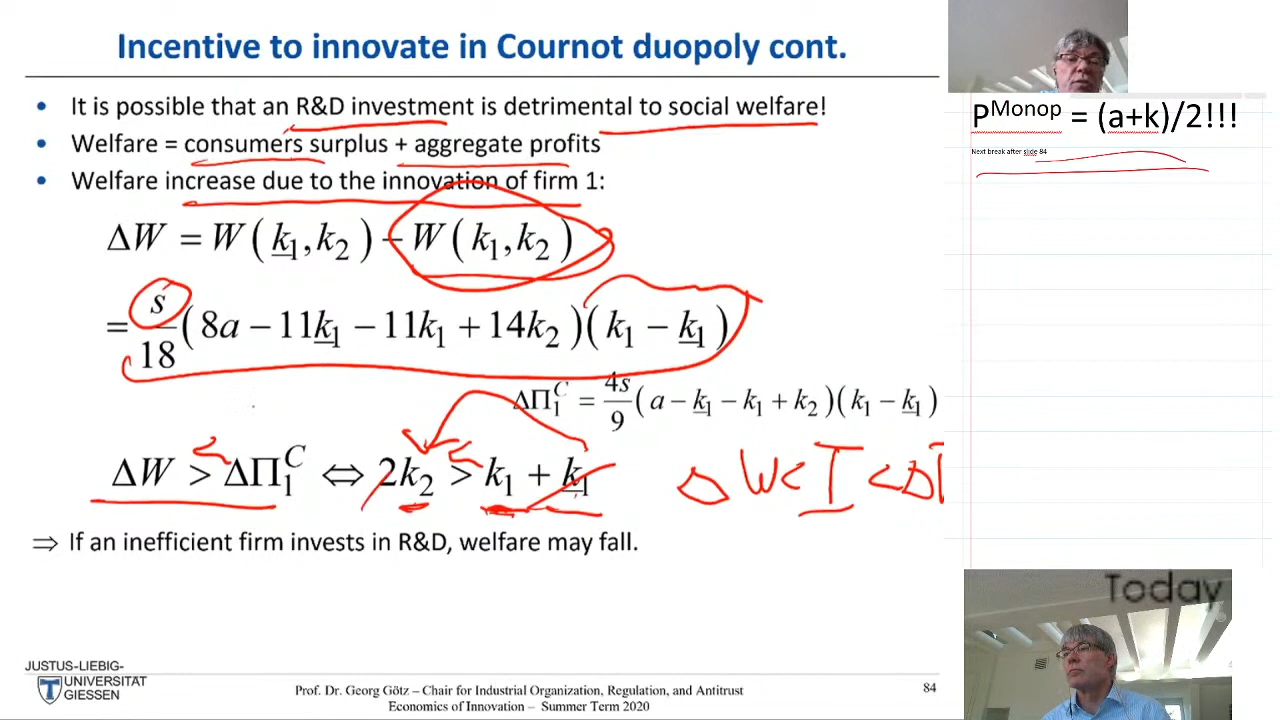 Incentive to innovate in Cournot duopoly cont.
• It is possible that an R&D investment is detrimental to social welfare!
• Welfare = consumers surplus + aggregate profits
• Welfare increase due to the innovation of firm 1:
ΔW = W(k̲₁, k₂) − W(k₁, k₂)
= s/18 (8a − 11k̲₁ − 11k₁ + 14k₂)(k₁ − k̲₁)
ΔΠ₁ᶜ = 4s/9 (a − k̲₁ − k₁ + k₂)(k₁ − k̲₁)
ΔW > ΔΠ₁ᶜ ⇔ 2k₂ > k₁ + k̲₁
< <
Δ W < I < Δ
⇒ If an inefficient firm invests in R&D, welfare may fall.
JUSTUS-LIEBIG-
UNIVERSITAT
GIESSEN
Prof. Dr. Georg Götz – Chair for Industrial Organization, Regulation, and Antitrust
Economics of Innovation – Summer Term 2020
84
Pᴹᵒⁿᵒᵖ = (a+k)/2!!!
Next break after slide 84
Today